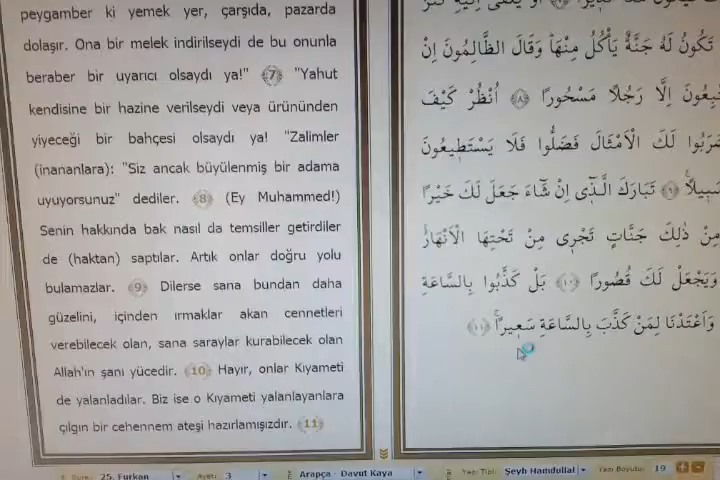 peygamber ki yemek yer, çarşıda, pazarda
dolaşır. Ona bir melek indirilseydi de bu onunla
beraber bir uyarıcı olsaydı ya!" (7) "Yahut
kendisine bir hazine verilseydi veya ürününden
yiyeceği bir bahçesi olsaydı ya! "Zalimler
(inananlara): "Siz ancak büyülenmiş bir adama
uyuyorsunuz" dediler. (8) (Ey Muhammed!)
Senin hakkında bak nasıl da temsiller getirdiler
de (haktan) saptılar. Artık onlar doğru yolu
bulamazlar. (9) Dilerse sana bundan daha
güzelini, içinden ırmaklar akan cennetleri
verebilecek olan, sana saraylar kurabilecek olan
Allah'ın şanı yücedir. (10) Hayır, onlar Kıyameti
de yalanladılar. Biz ise o Kıyameti yalanlayanlara
çılgın bir cehennem ateşi hazırlamışızdır. (11)
تَكُونُ لَهُ جَنَّةٌ يَأْكُلُ مِنْهَا وَقَالَ الظَّالِمُونَ اِنْ
اِلَّا رَجُلًا مَسْحُورًا ﴿٨﴾ اُنْظُرْ كَيْفَ
ضَرَبُوا لَكَ الْاَمْثَالَ فَضَلُّوا فَلَا يَسْتَط۪يعُونَ
سَب۪يلًا ﴿٩﴾ تَبَارَكَ الَّذ۪ٓي اِنْ شَٓاءَ جَعَلَ لَكَ خَيْرًا
مِنْ ذٰلِكَ جَنَّاتٍ تَجْر۪ي مِنْ تَحْتِهَا الْاَنْهَارُ
وَيَجْعَلْ لَكَ قُصُورًا ﴿١٠﴾ بَلْ كَذَّبُوا بِالسَّاعَةِ
وَاَعْتَدْنَا لِمَنْ كَذَّبَ بِالسَّاعَةِ سَع۪يرًا ﴿١١﴾
Sure: 25. Furkan Ayet: 3 Arapça - Davut Kaya Yazı Tipi: Şeyh Hamdullah Yazı Boyutu: 19